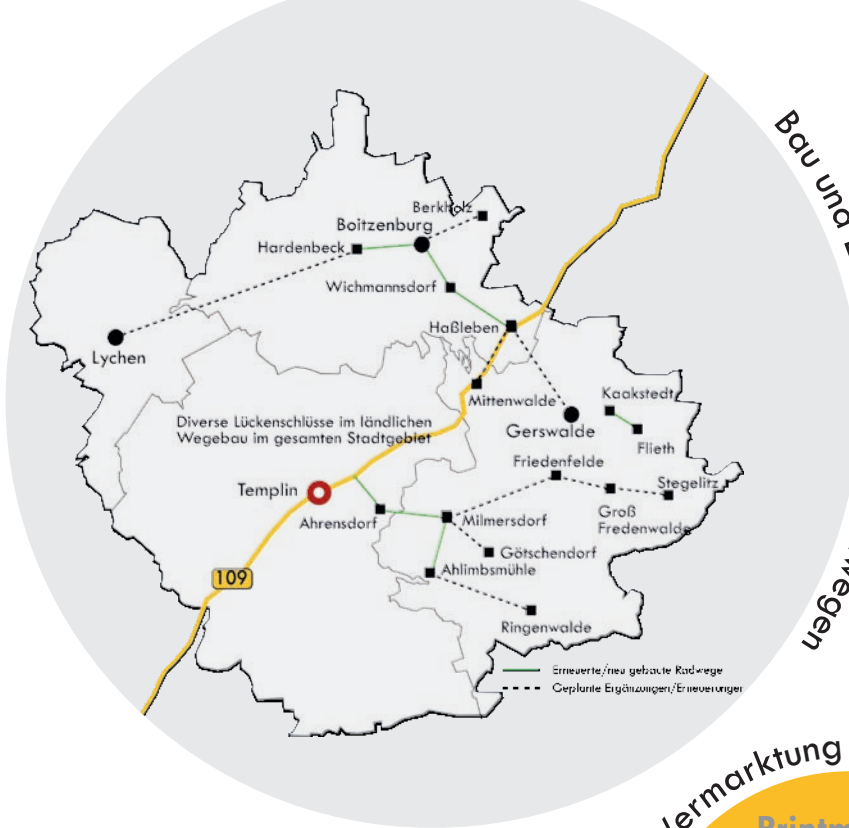 Bau und
Berkholz
Boitzenburg
Hardenbeck
Wichmannsdorf
Haßleben
Lychen
Mittenwalde
Kaakstedt
Diverse Lückenschlüsse im ländlichen
Wegebau im gesamten Stadtgebiet
Gerswalde
Flieth
Friedenfelde
Stegelitz
Templin
Groß
Fredenwalde
Ahrensdorf
Milmersdorf
Götschendorf
Ahlimbsmühle
109
Ringenwalde
wegen
Erneuerte/neu gebaute Radwege
Geplante Ergänzungen/Erneuerungen
Vermarktung